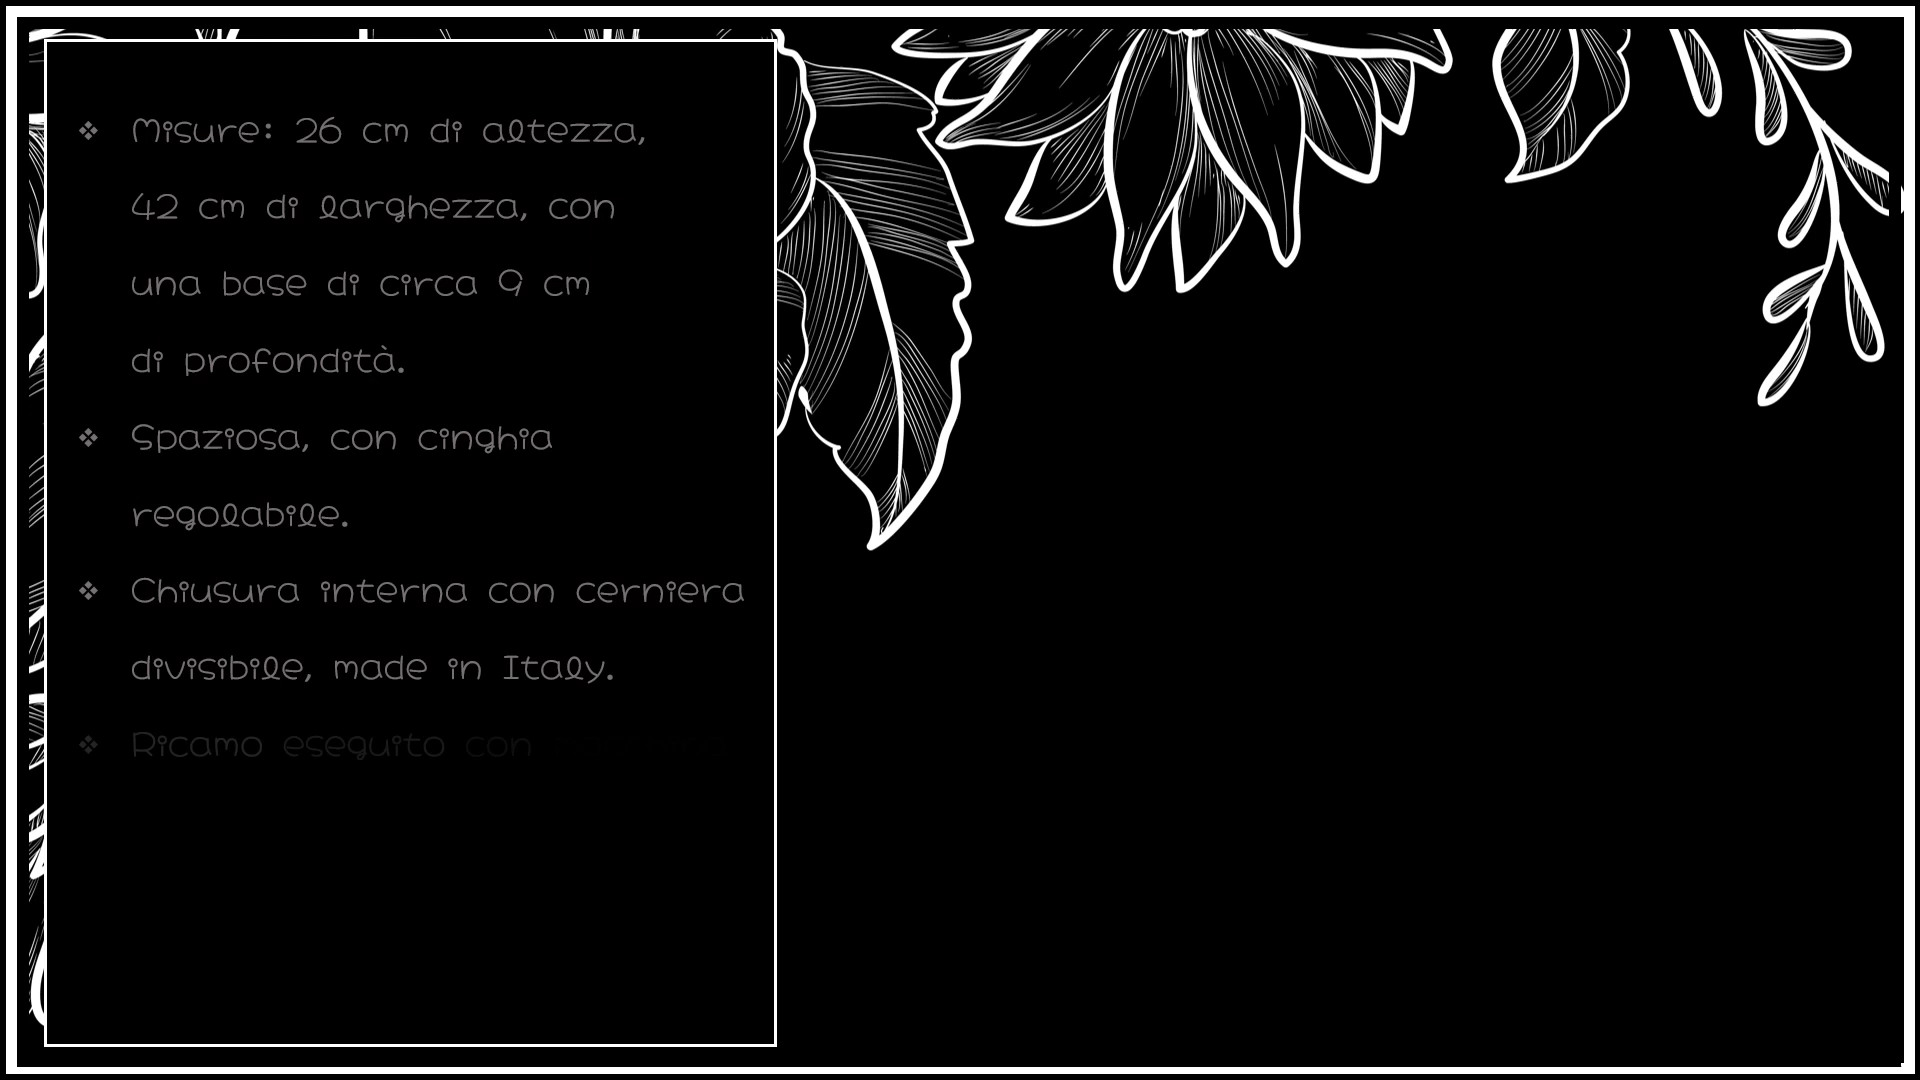 ❖ Misure: 26 cm di altezza,
42 cm di larghezza, con
una base di circa 9 cm
di profondità.
❖ Spaziosa, con cinghia
regolabile.
❖ Chiusura interna con cerniera
divisibile, made in Italy.
❖ Ricamo eseguito con